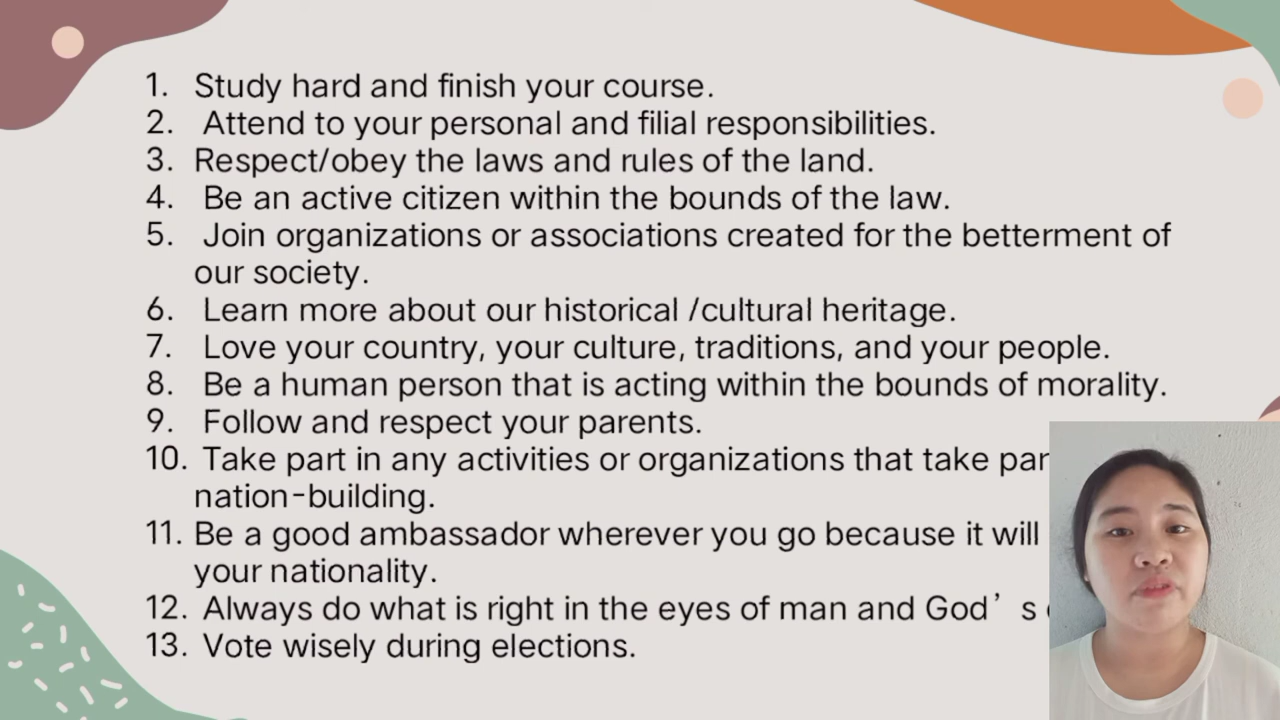 1. Study hard and finish your course.
2. Attend to your personal and filial responsibilities.
3. Respect/obey the laws and rules of the land.
4. Be an active citizen within the bounds of the law.
5. Join organizations or associations created for the betterment of
our society.
6. Learn more about our historical /cultural heritage.
7. Love your country, your culture, traditions, and your people.
8. Be a human person that is acting within the bounds of morality.
9. Follow and respect your parents.
10. Take part in any activities or organizations that take
nation-building.
11. Be a good ambassador wherever you go because it will
your nationality.
12. Always do what is right in the eyes of man and God’s
13. Vote wisely during elections.